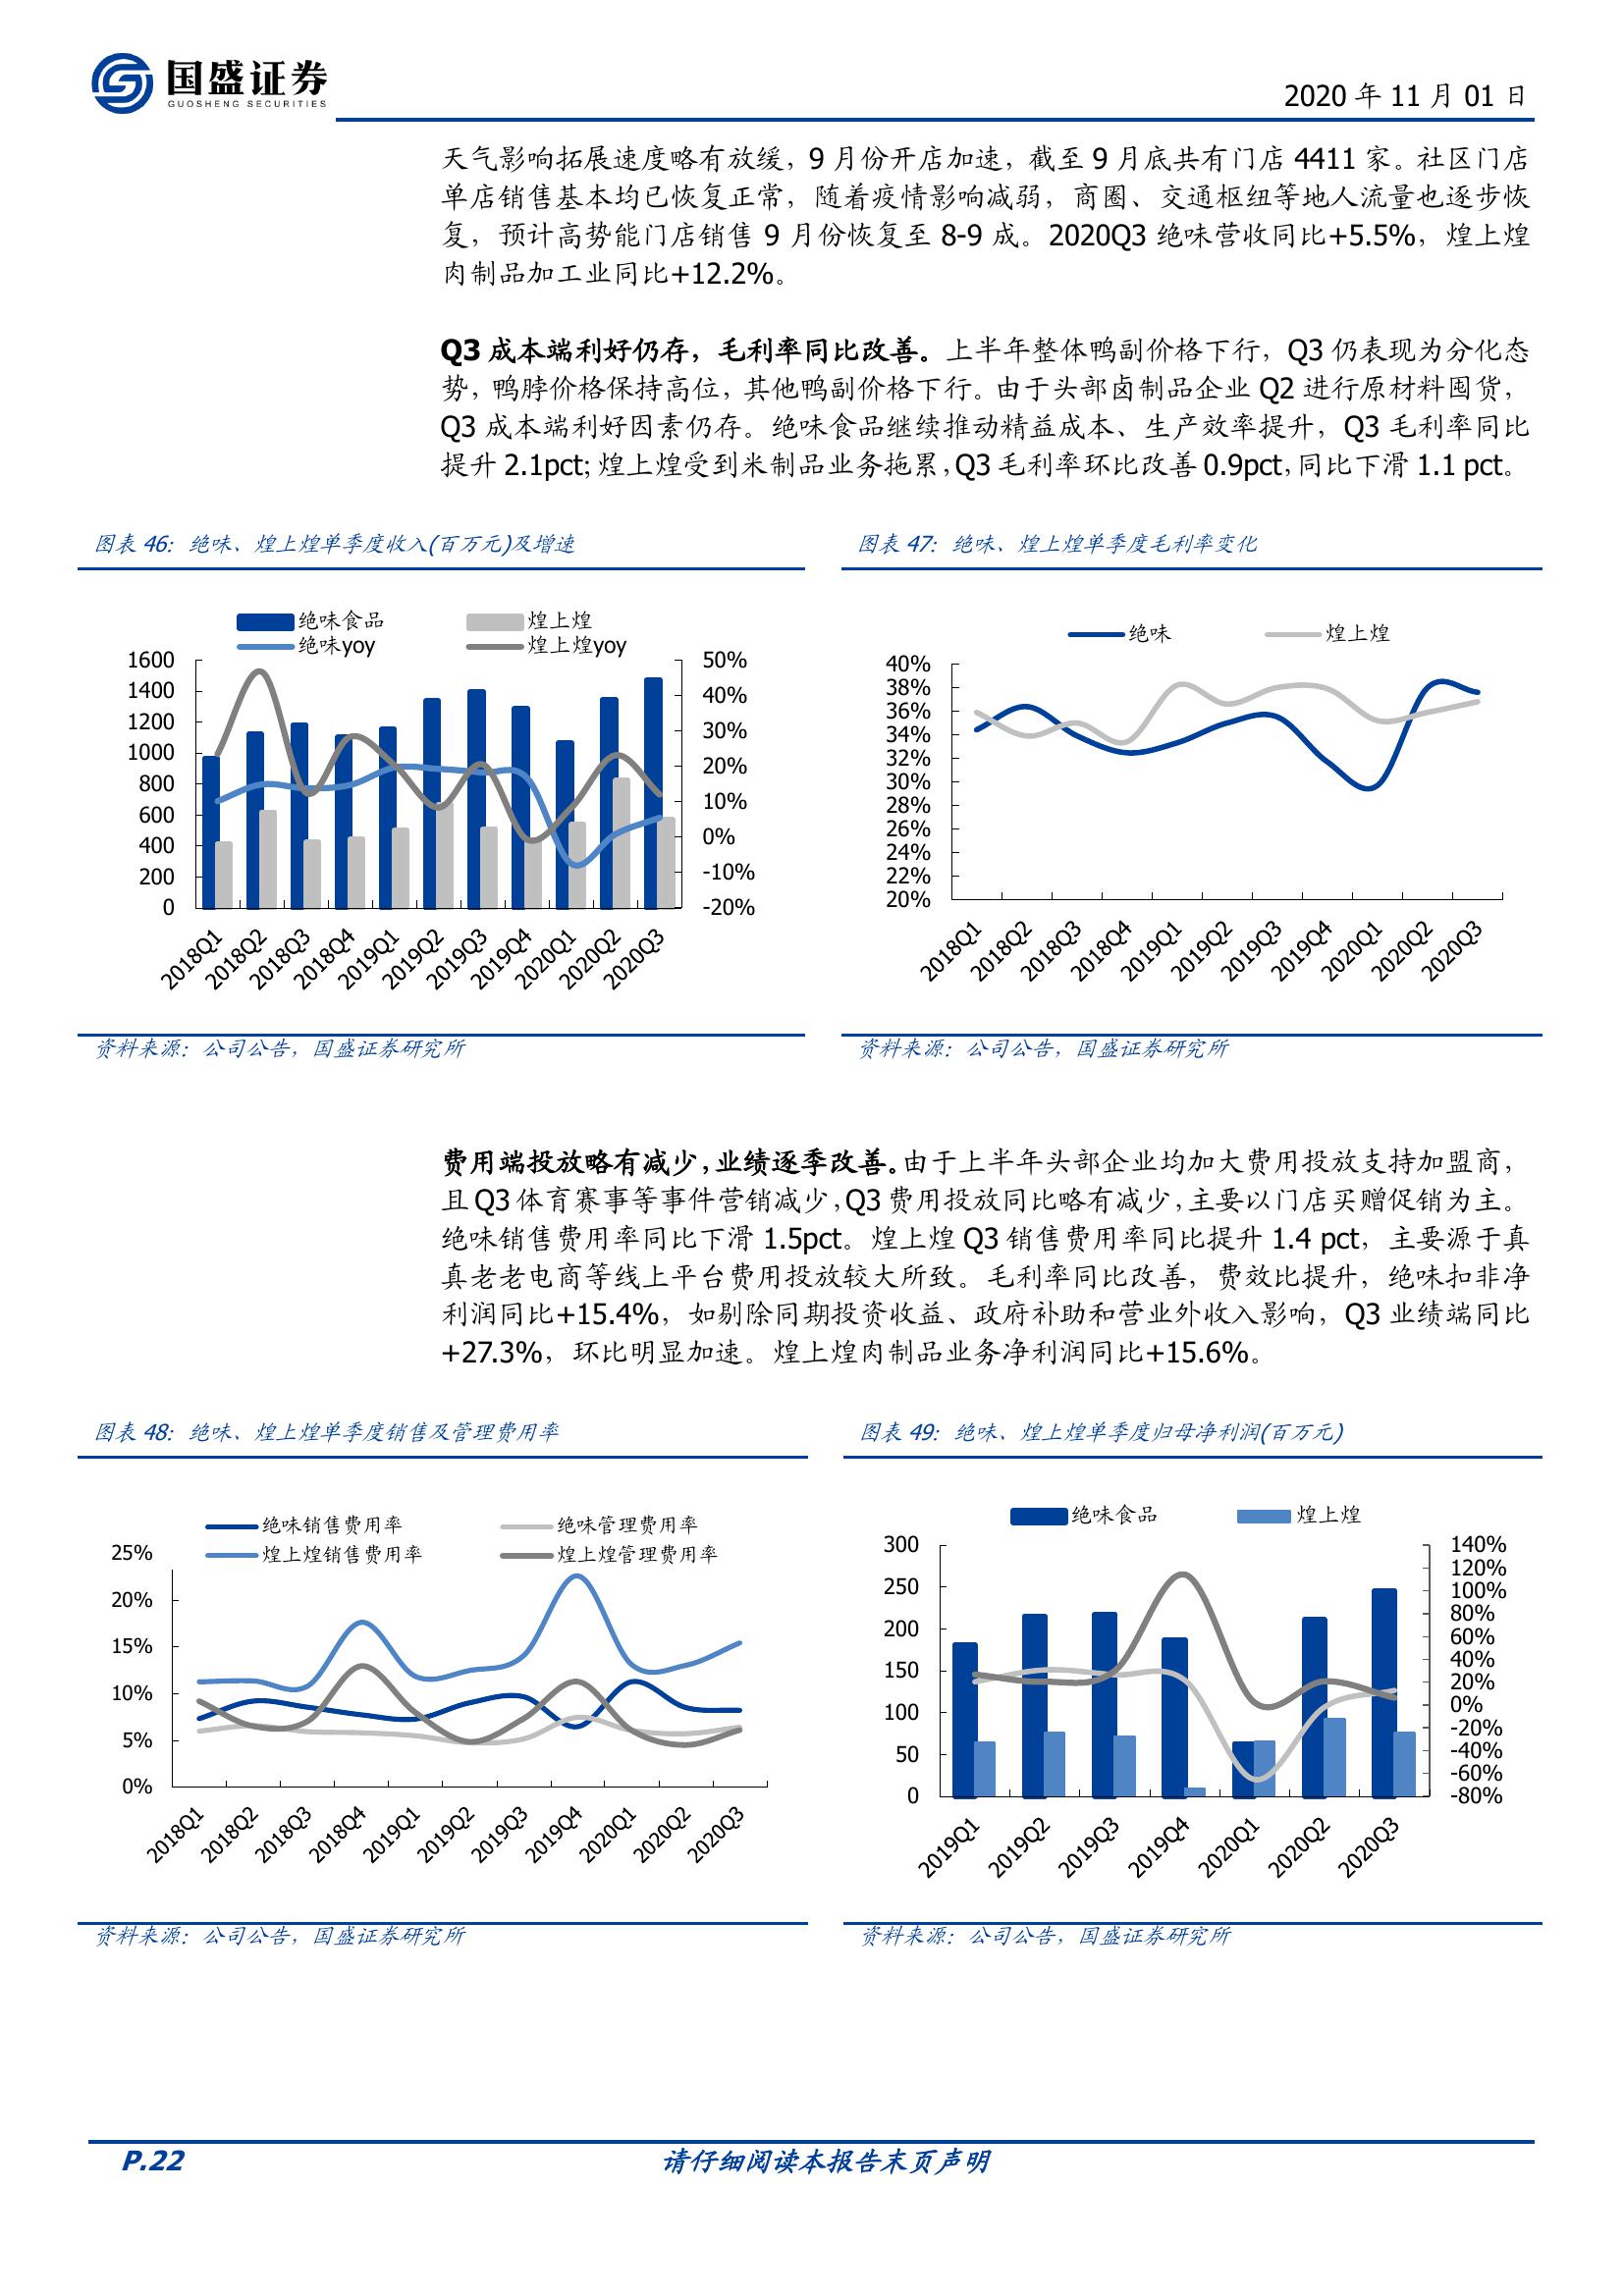 国盛证券
GUOSHENG SECURITIES
2020 年 11 月 01 日
天气影响拓展速度略有放缓，9 月份开店加速，截至 9 月底共有门店 4411 家。社区门店
单店销售基本均已恢复正常，随着疫情影响减弱，商圈、交通枢纽等地人流量也逐步恢
复，预计高势能门店销售 9 月份恢复至 8-9 成。2020Q3 绝味营收同比+5.5%，煌上煌
肉制品加工业同比+12.2%。
Q3 成本端利好仍存，毛利率同比改善。上半年整体鸭副价格下行，Q3 仍表现为分化态
势，鸭脖价格保持高位，其他鸭副价格下行。由于头部卤制品企业 Q2 进行原材料囤货，
Q3 成本端利好因素仍存。绝味食品继续推动精益成本、生产效率提升，Q3 毛利率同比
提升 2.1pct；煌上煌受到米制品业务拖累，Q3 毛利率环比改善 0.9pct，同比下滑 1.1 pct。
图表 46：绝味、煌上煌单季度收入(百万元)及增速
绝味食品
煌上煌
绝味yoy
煌上煌yoy
1600
1400
1200
1000
800
600
400
200
0
50%
40%
30%
20%
10%
0%
-10%
-20%
2018Q1
2018Q2
2018Q3
2018Q4
2019Q1
2019Q2
2019Q3
2019Q4
2020Q1
2020Q2
2020Q3
资料来源：公司公告，国盛证券研究所
图表 47：绝味、煌上煌单季度毛利率变化
绝味
煌上煌
40%
38%
36%
34%
32%
30%
28%
26%
24%
22%
20%
2018Q1
2018Q2
2018Q3
2018Q4
2019Q1
2019Q2
2019Q3
2019Q4
2020Q1
2020Q2
2020Q3
资料来源：公司公告，国盛证券研究所
费用端投放略有减少，业绩逐季改善。由于上半年头部企业均加大费用投放支持加盟商，
且 Q3 体育赛事等事件营销减少，Q3 费用投放同比略有减少，主要以门店买赠促销为主。
绝味销售费用率同比下滑 1.5pct。煌上煌 Q3 销售费用率同比提升 1.4 pct，主要源于真
真老老电商等线上平台费用投放较大所致。毛利率同比改善，费效比提升，绝味扣非净
利润同比+15.4%，如剔除同期投资收益、政府补助和营业外收入影响，Q3 业绩端同比
+27.3%，环比明显加速。煌上煌肉制品业务净利润同比+15.6%。
图表 48：绝味、煌上煌单季度销售及管理费用率
绝味销售费用率
绝味管理费用率
煌上煌销售费用率
煌上煌管理费用率
25%
20%
15%
10%
5%
0%
2018Q1
2018Q2
2018Q3
2018Q4
2019Q1
2019Q2
2019Q3
2019Q4
2020Q1
2020Q2
2020Q3
资料来源：公司公告，国盛证券研究所
图表 49：绝味、煌上煌单季度归母净利润(百万元)
绝味食品
煌上煌
300
250
200
150
100
50
0
140%
120%
100%
80%
60%
40%
20%
0%
-20%
-40%
-60%
-80%
2019Q1
2019Q2
2019Q3
2019Q4
2020Q1
2020Q2
2020Q3
资料来源：公司公告，国盛证券研究所
P.22
请仔细阅读本报告末页声明